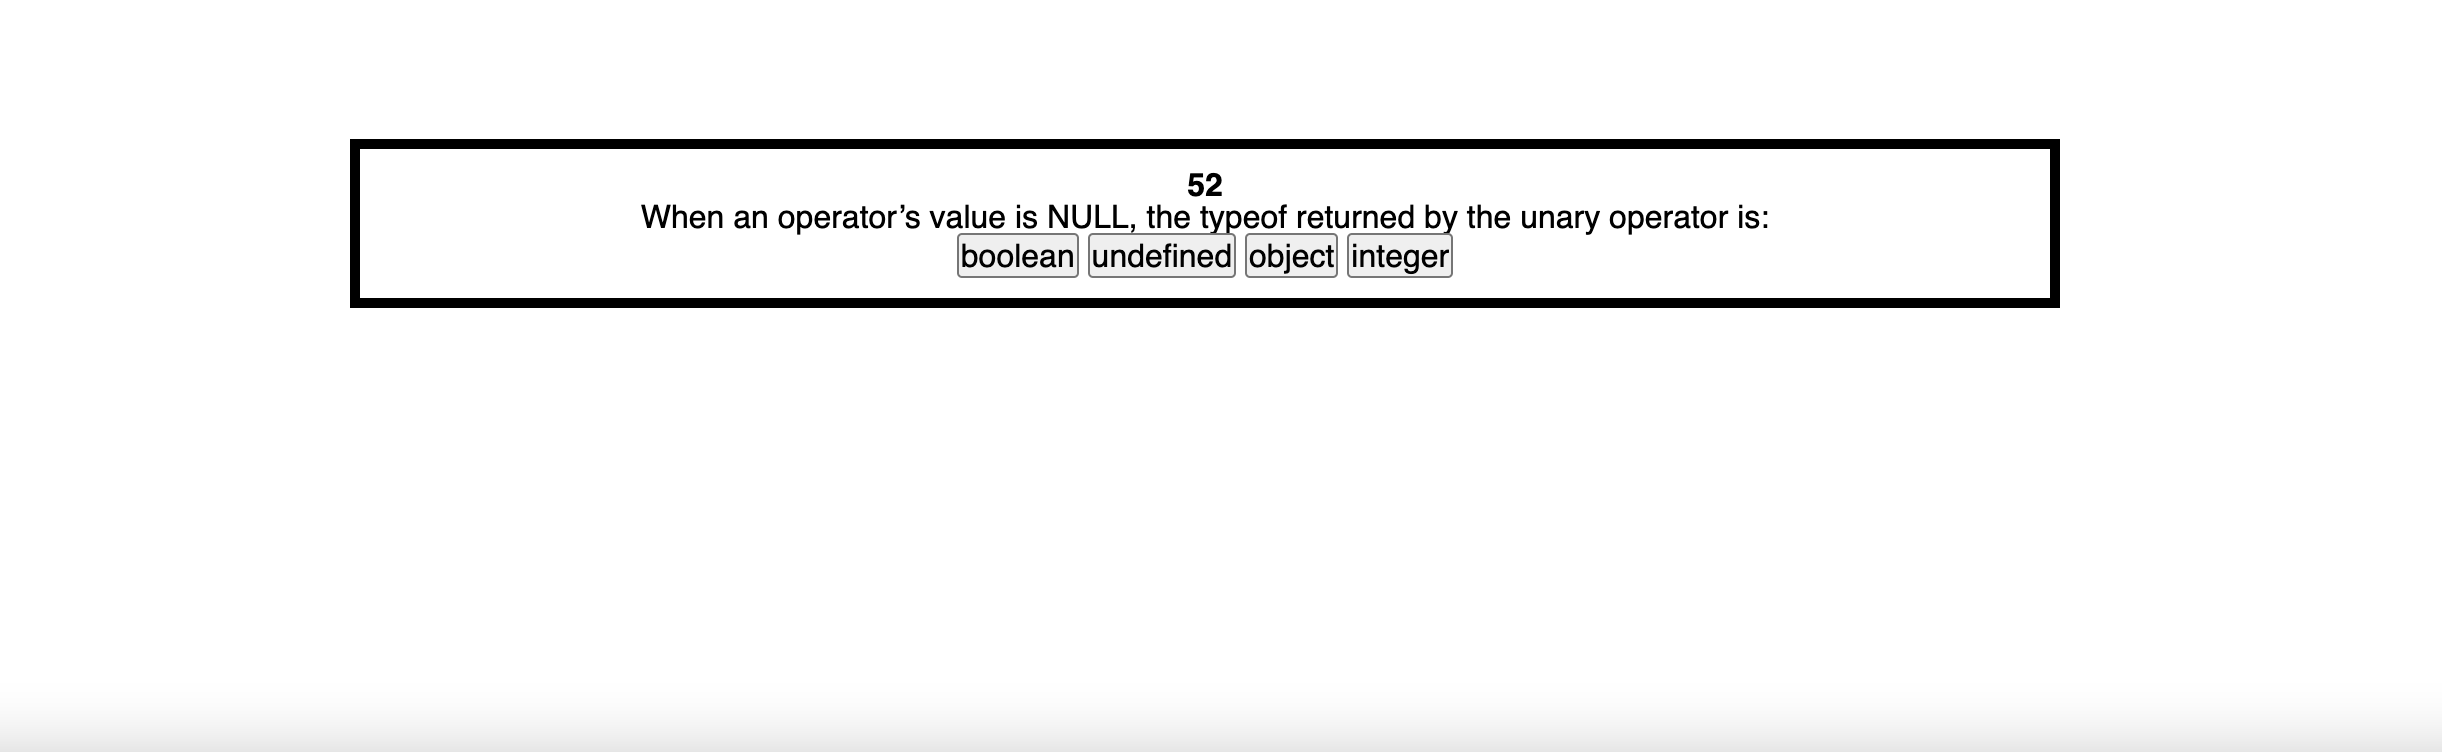 52
When an operator’s value is NULL, the typeof returned by the unary operator is:
boolean undefined object integer